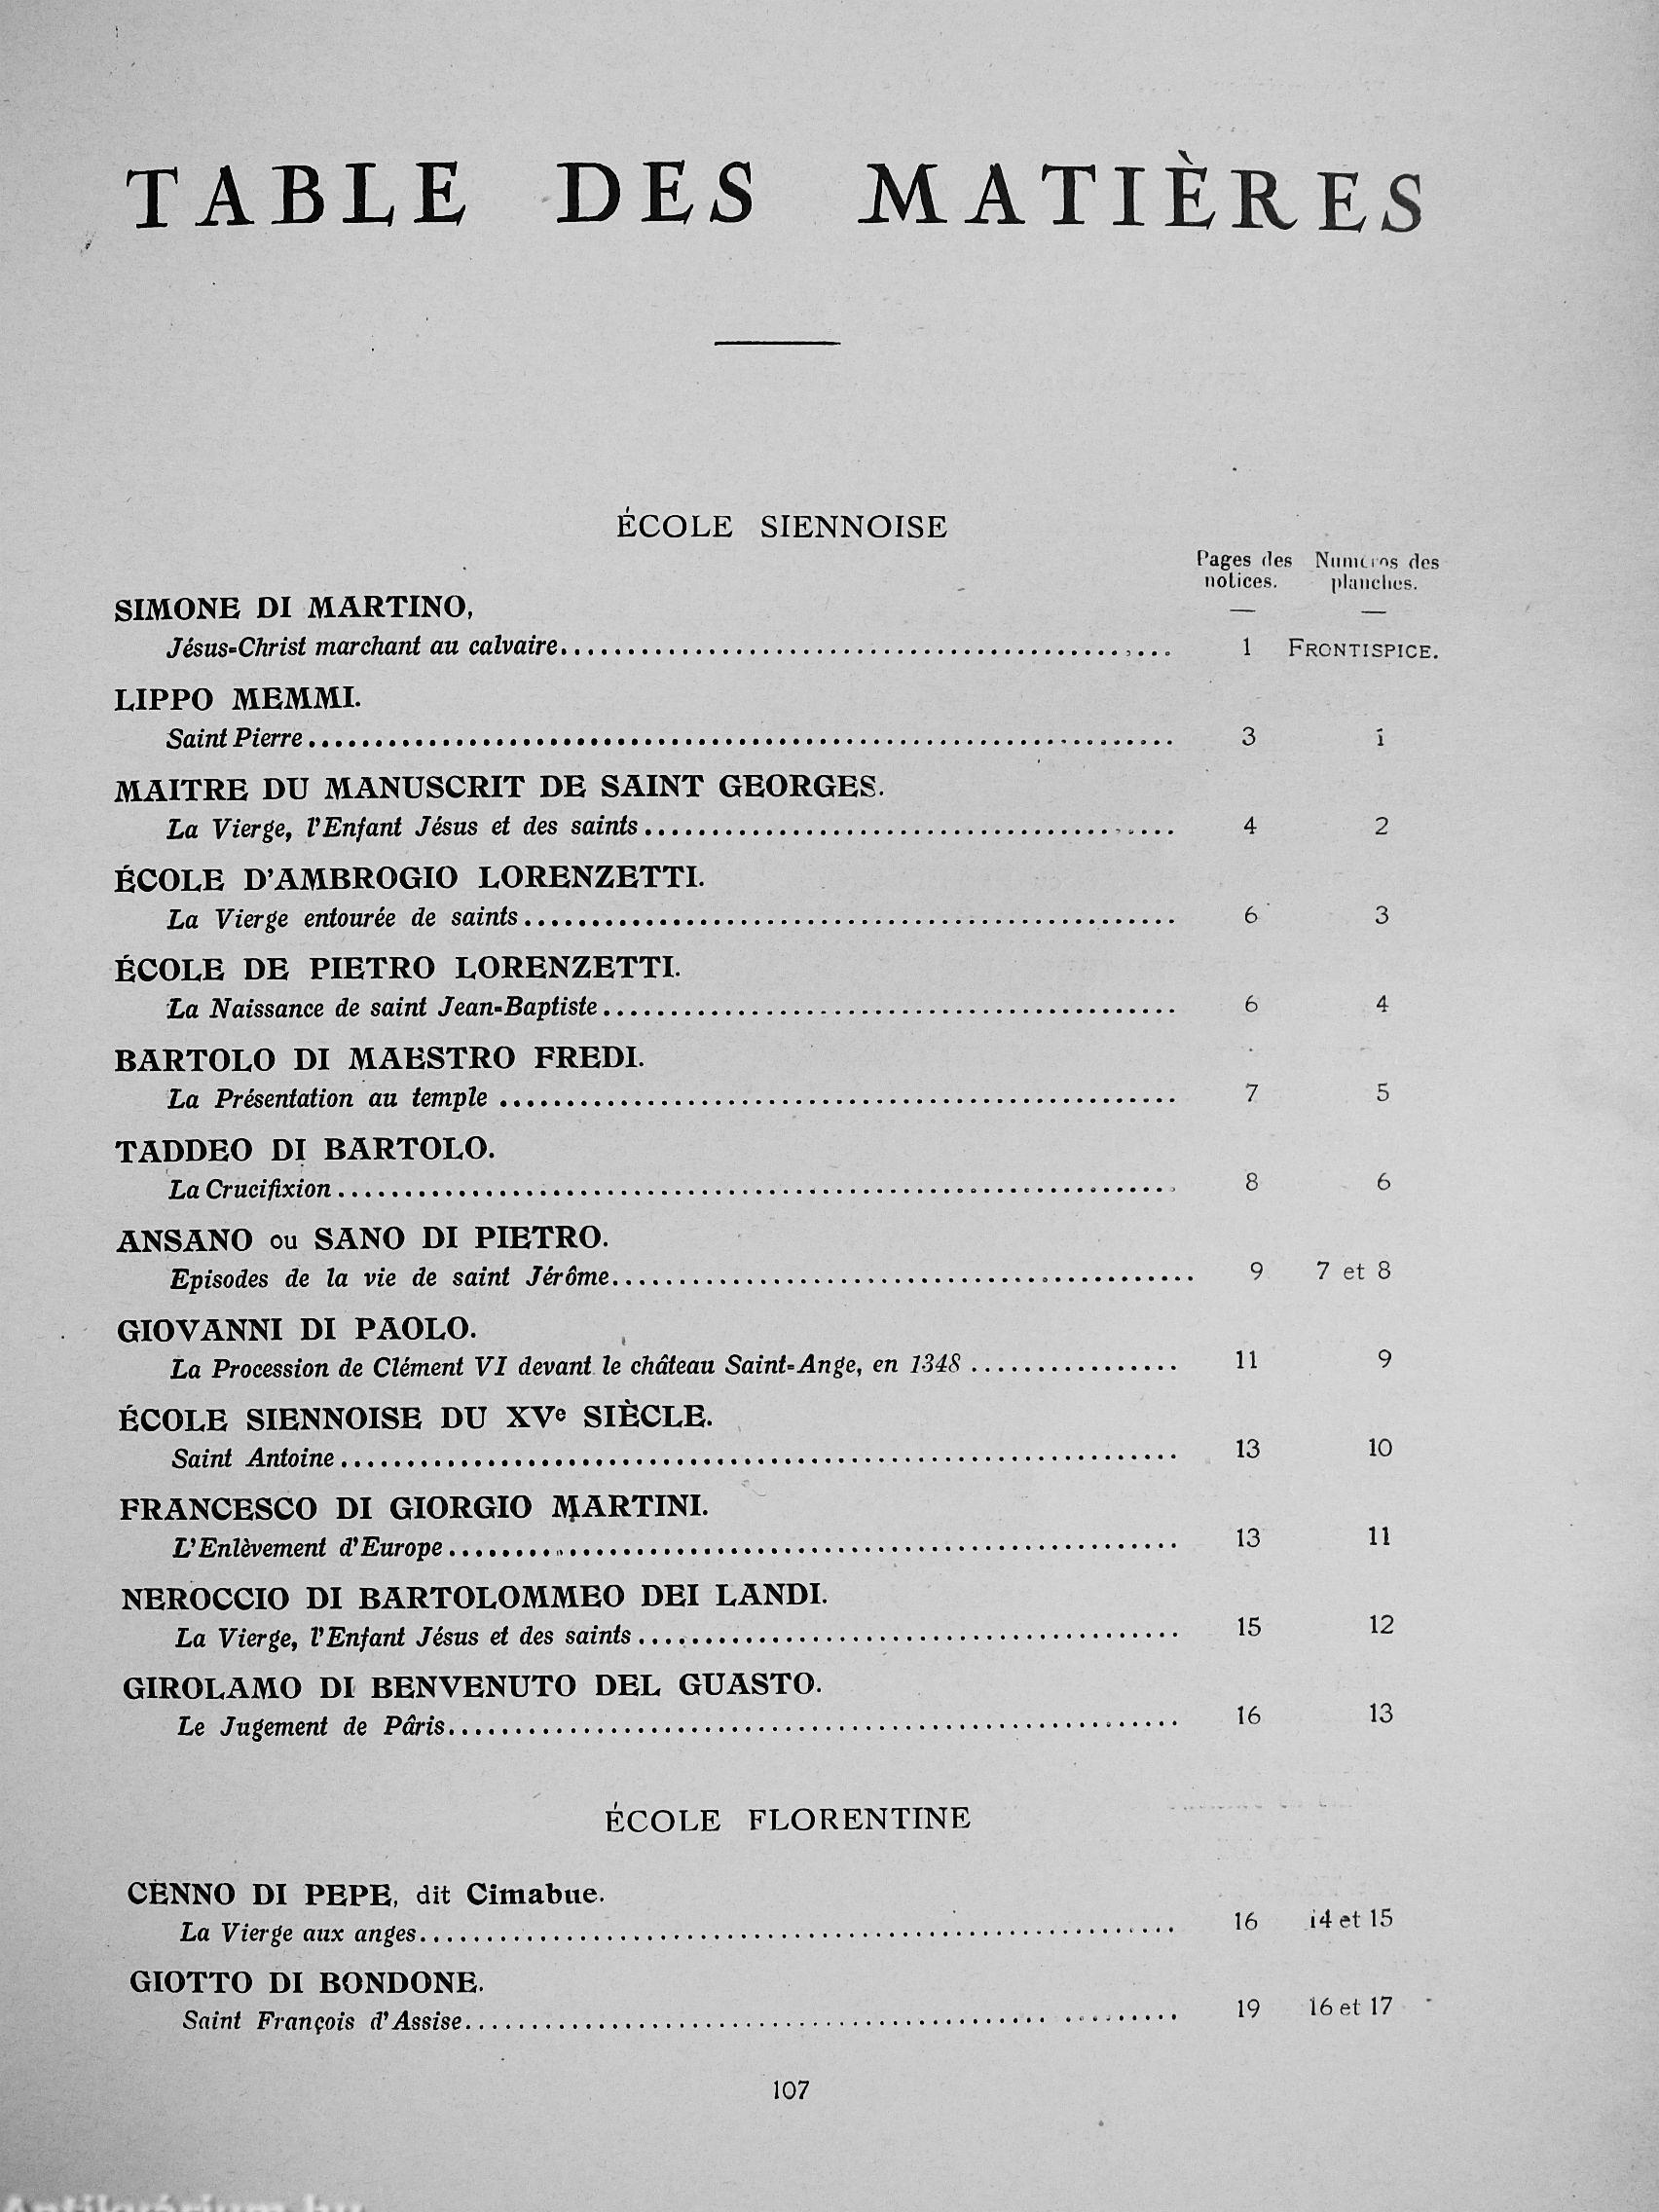 TABLE DES MATIÈRES
ÉCOLE SIENNOISE
Pages des notices.
Numéros des planches.
SIMONE DI MARTINO,
Jésus-Christ marchant au calvaire 1 FRONTISPICE.
LIPPO MEMMI.
Saint Pierre 3 1
MAITRE DU MANUSCRIT DE SAINT GEORGES.
La Vierge, l'Enfant Jésus et des saints 4 2
ÉCOLE D'AMBROGIO LORENZETTI.
La Vierge entourée de saints 6 3
ÉCOLE DE PIETRO LORENZETTI.
La Naissance de saint Jean-Baptiste 6 4
BARTOLO DI MAESTRO FREDI.
La Présentation au temple 7 5
TADDEO DI BARTOLO.
La Crucifixion 8 6
ANSANO ou SANO DI PIETRO.
Episodes de la vie de saint Jérôme 9 7 et 8
GIOVANNI DI PAOLO.
La Procession de Clément VI devant le château Saint-Ange, en 1348 11 9
ÉCOLE SIENNOISE DU XVe SIÈCLE.
Saint Antoine 13 10
FRANCESCO DI GIORGIO MARTINI.
L'Enlèvement d'Europe 13 11
NEROCCIO DI BARTOLOMMEO DEI LANDI.
La Vierge, l'Enfant Jésus et des saints 15 12
GIROLAMO DI BENVENUTO DEL GUASTO.
Le Jugement de Pâris 16 13
ÉCOLE FLORENTINE
CENNO DI PEPE, dit Cimabue.
La Vierge aux anges 16 14 et 15
GIOTTO DI BONDONE.
Saint François d'Assise 19 16 et 17
107